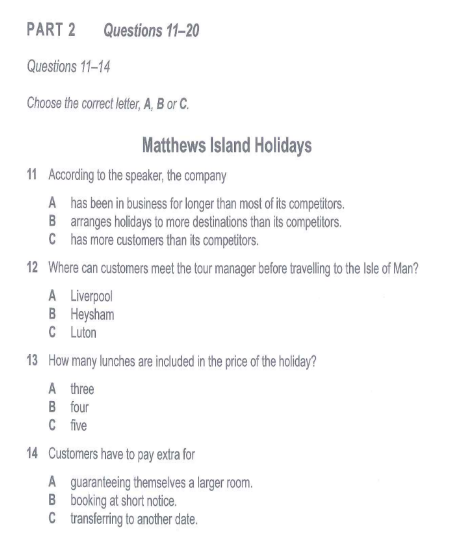 PART 2 Questions 11–20
Questions 11–14
Choose the correct letter, A, B or C.
Matthews Island Holidays
11 According to the speaker, the company
A has been in business for longer than most of its competitors.
B arranges holidays to more destinations than its competitors.
C has more customers than its competitors.
12 Where can customers meet the tour manager before travelling to the Isle of Man?
A Liverpool
B Heysham
C Luton
13 How many lunches are included in the price of the holiday?
A three
B four
C five
14 Customers have to pay extra for
A guaranteeing themselves a larger room.
B booking at short notice.
C transferring to another date.